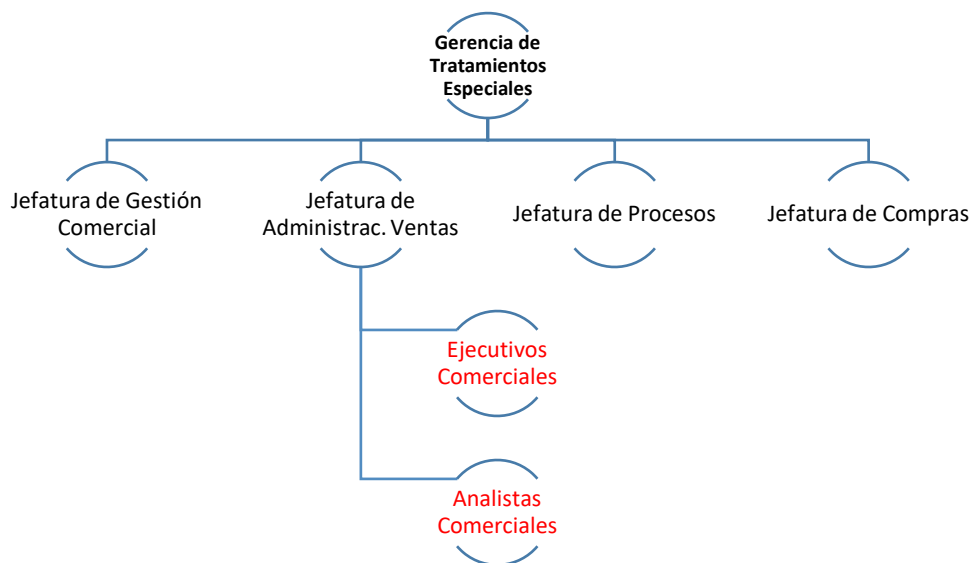 Gerencia de
Tratamientos
Especiales
Jefatura de Gestión
Comercial
Jefatura de
Administrac. Ventas
Jefatura de Procesos
Jefatura de Compras
Ejecutivos
Comerciales
Analistas
Comerciales